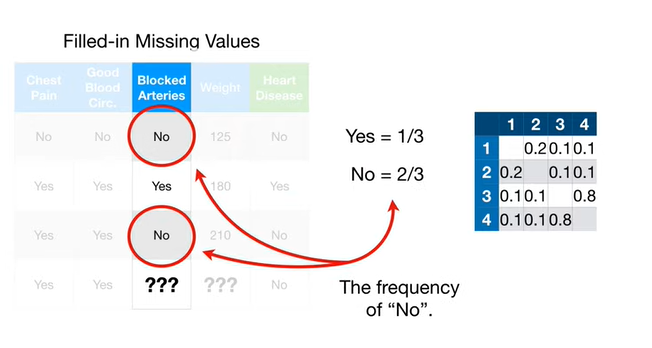 Filled-in Missing Values
Chest Pain Good Blood Circ. Blocked Arteries Weight Heart Disease
No No No 125 No
Yes Yes Yes 180 Yes
Yes Yes No 210 No
Yes Yes ??? ??? No
Yes = 1/3
No = 2/3
The frequency
of “No”.
1 2 3 4
1 0.2 0.1 0.1
2 0.2 0.1 0.1
3 0.1 0.1 0.8
4 0.1 0.1 0.8